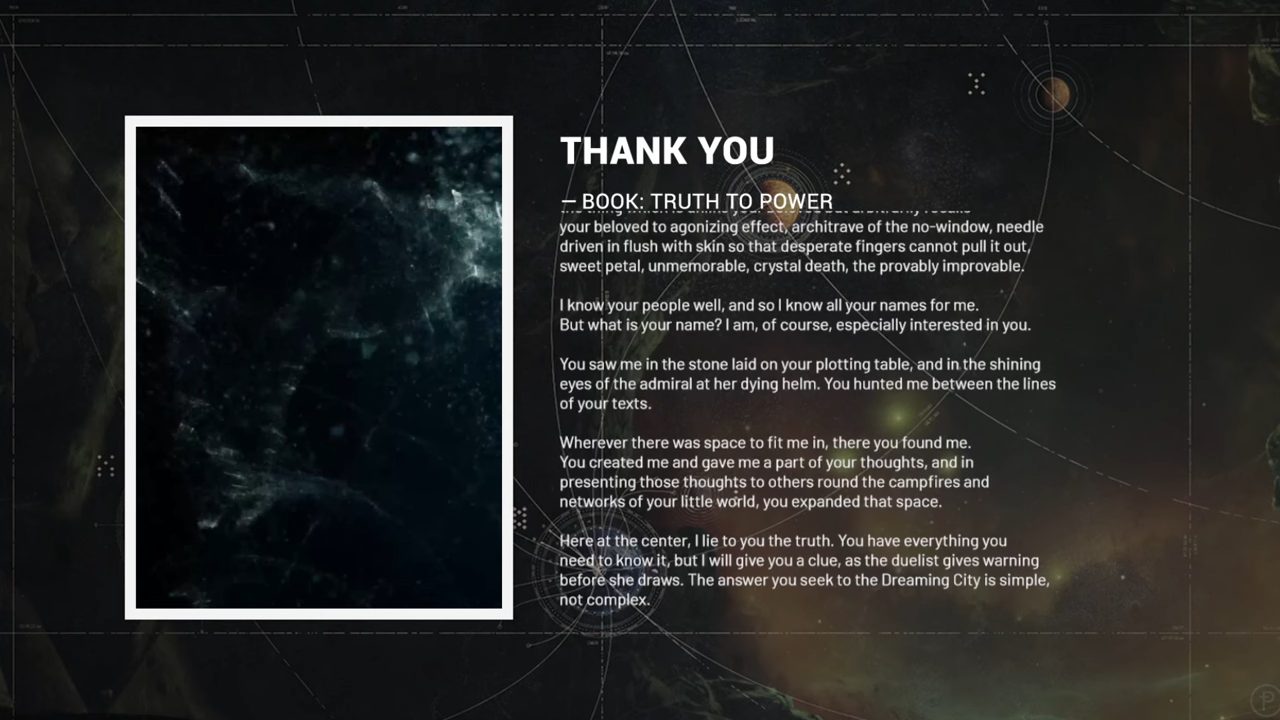 THANK YOU
– BOOK: TRUTH TO POWER
your beloved to agonizing effect, architrave of the no-window, needle
driven in flush with skin so that desperate fingers cannot pull it out,
sweet petal, unmemorable, crystal death, the provably improvable.
I know your people well, and so I know all your names for me.
But what is your name? I am, of course, especially interested in you.
You saw me in the stone laid on your plotting table, and in the shining
eyes of the admiral at her dying helm. You hunted me between the lines
of your texts.
Wherever there was space to fit me in, there you found me.
You created me and gave me a part of your thoughts, and in
presenting those thoughts to others round the campfires and
networks of your little world, you expanded that space.
Here at the center, I lie to you the truth. You have everything you
need to know it, but I will give you a clue, as the duelist gives warning
before she draws. The answer you seek to the Dreaming City is simple,
not complex.